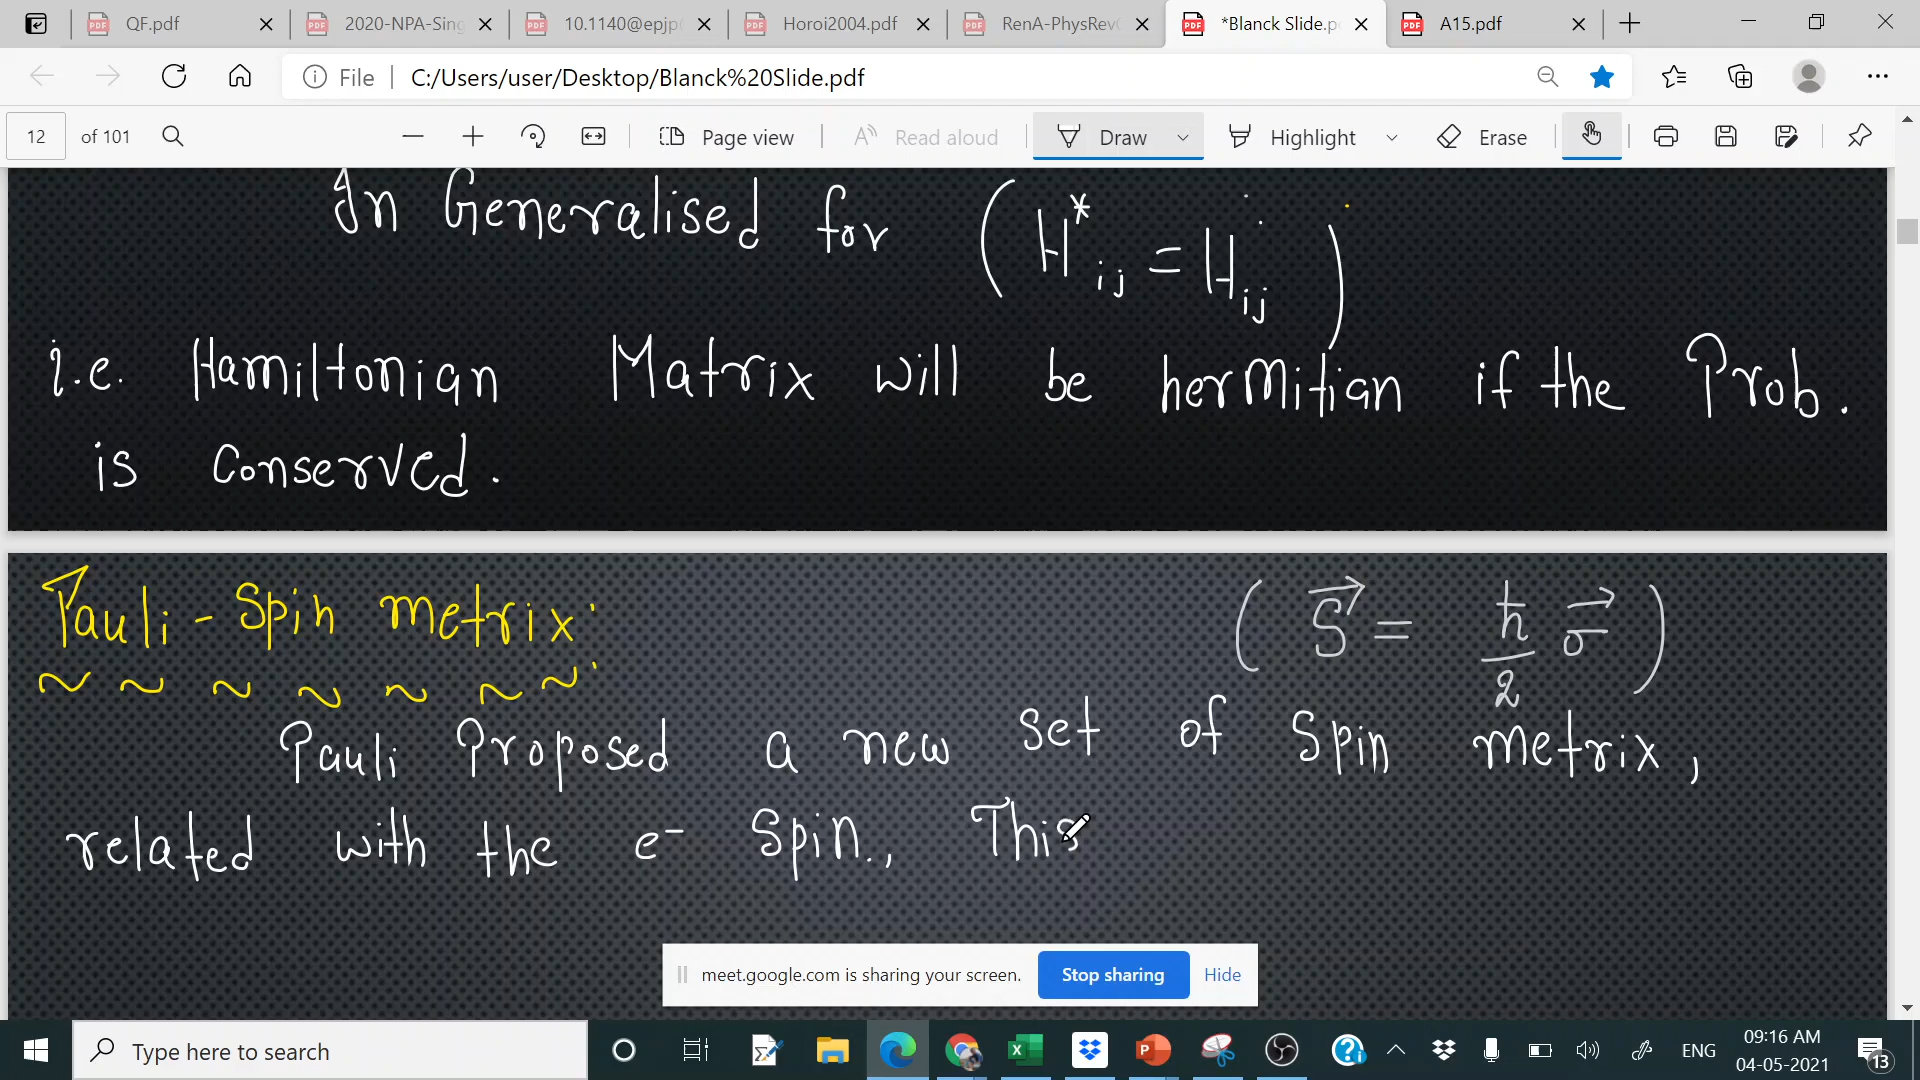 QF.pdf 2020-NPA-Sing 10.1140@epjp Horoi2004.pdf RenA-PhysRevC *Blanck Slide.p A15.pdf
File C:/Users/user/Desktop/Blanck%20Slide.pdf
12 of 101 Page view Read aloud Draw Highlight Erase
In Generalised for ( H*ij = Hij )
i.e. Hamiltonian Matrix will be hermitian if the Prob.
is Conserved.
Pauli - Spin metrix: ( S⃗ = ħ/2 σ⃗ )
Pauli Proposed a new set of Spin metrix,
related with the e⁻ Spin., This
meet.google.com is sharing your screen. Stop sharing Hide
Type here to search
ENG
09:16 AM
04-05-2021
13